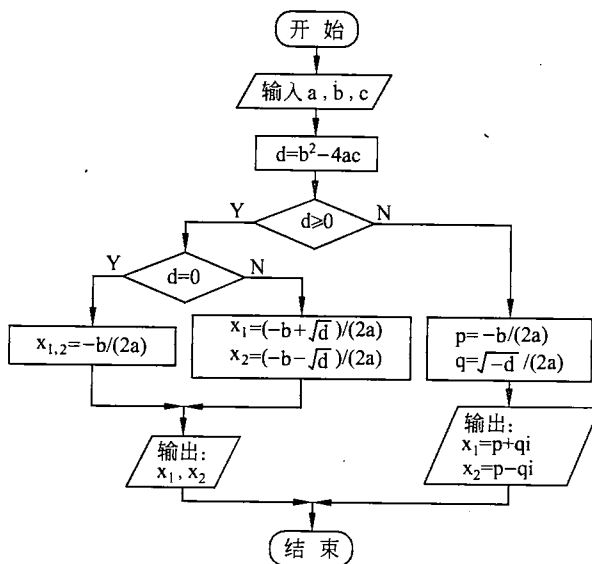 开 始
输入 a , b , c
d=b²−4ac
d⩾0
Y
N
d=0
Y
N
x₁,₂=−b/(2a)
x₁=(−b+√d)/(2a)
x₂=(−b−√d)/(2a)
p=−b/(2a)
q=√−d/(2a)
输出:
x₁,x₂
输出:
x₁=p+qi
x₂=p−qi
结 束